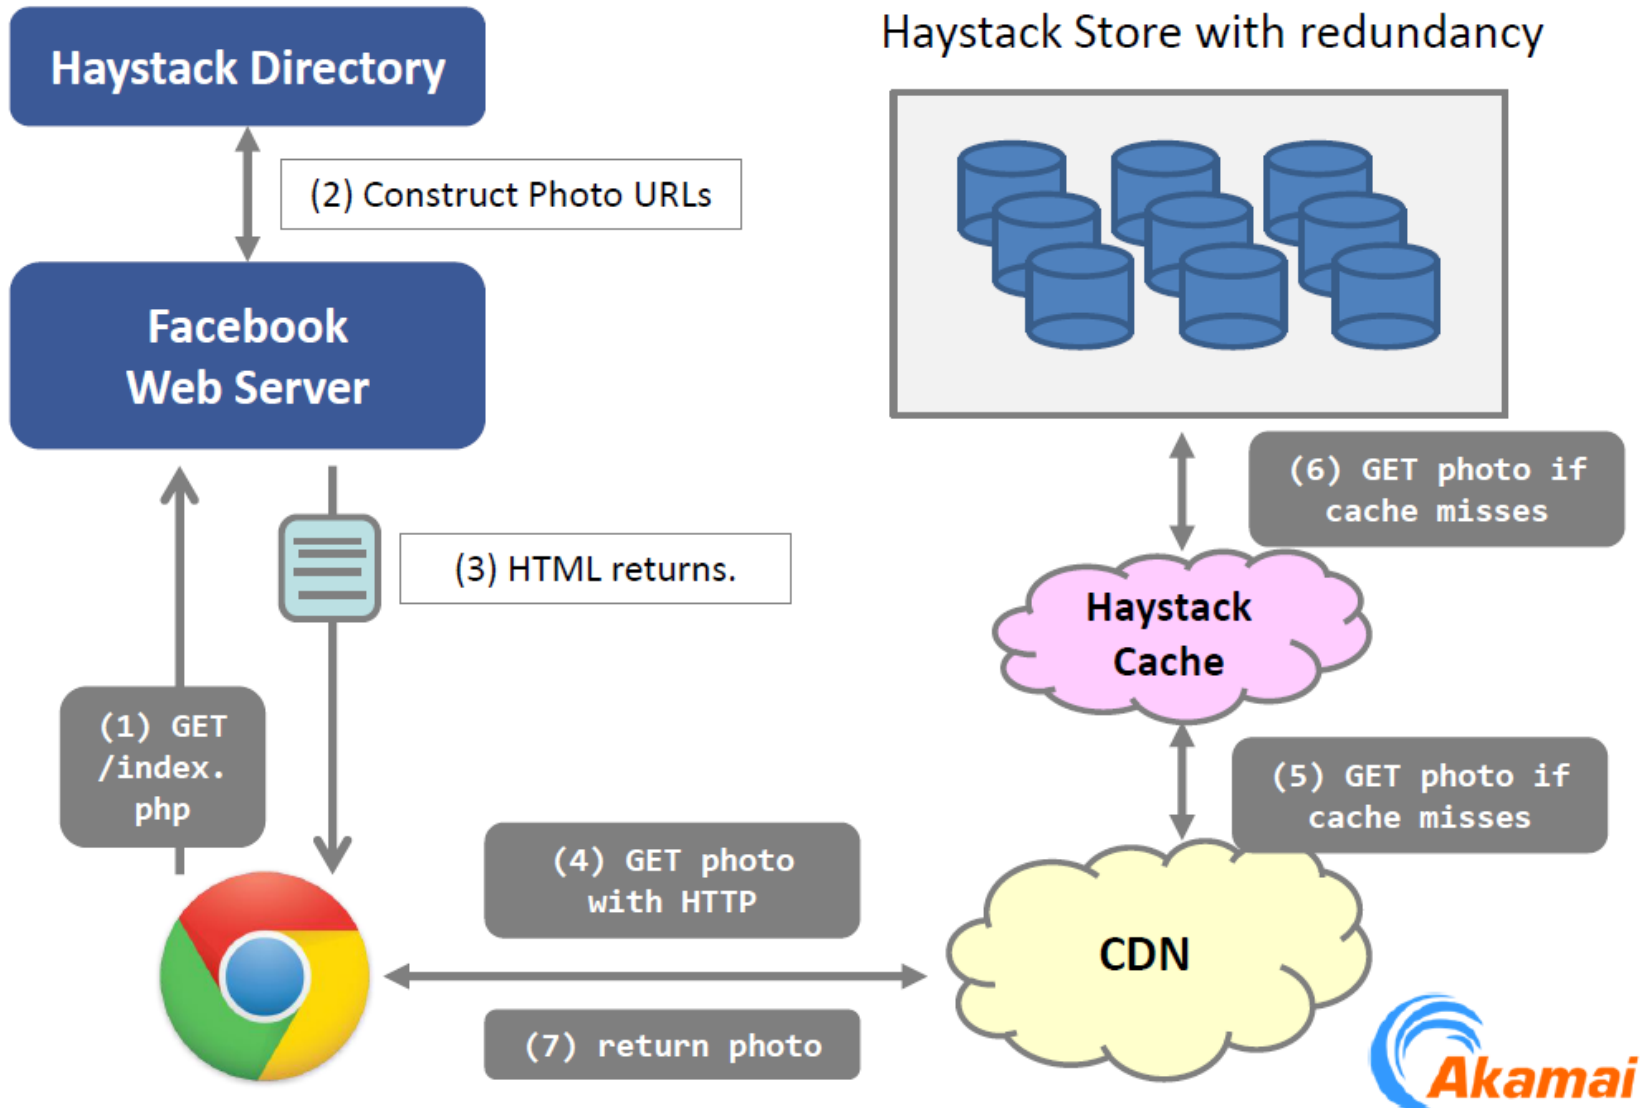 Haystack Directory
Haystack Store with redundancy
(2) Construct Photo URLs
Facebook
Web Server
(3) HTML returns.
(6) GET photo if
cache misses
Haystack
Cache
(1) GET
/index.
php
(5) GET photo if
cache misses
(4) GET photo
with HTTP
CDN
(7) return photo
Akamai